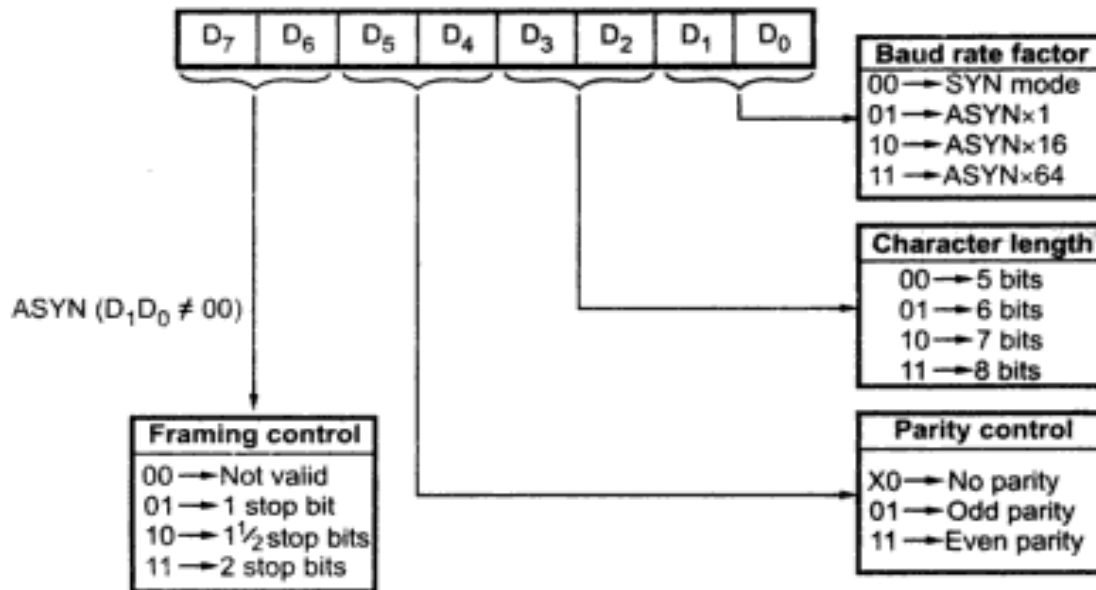 D7 D6 D5 D4 D3 D2 D1 D0
Baud rate factor
00→SYN mode
01→ASYN×1
10→ASYN×16
11→ASYN×64
Character length
00→5 bits
01→6 bits
10→7 bits
11→8 bits
ASYN (D1D0 ≠ 00)
Framing control
00→Not valid
01→1 stop bit
10→1½ stop bits
11→2 stop bits
Parity control
X0→No parity
01→Odd parity
11→Even parity